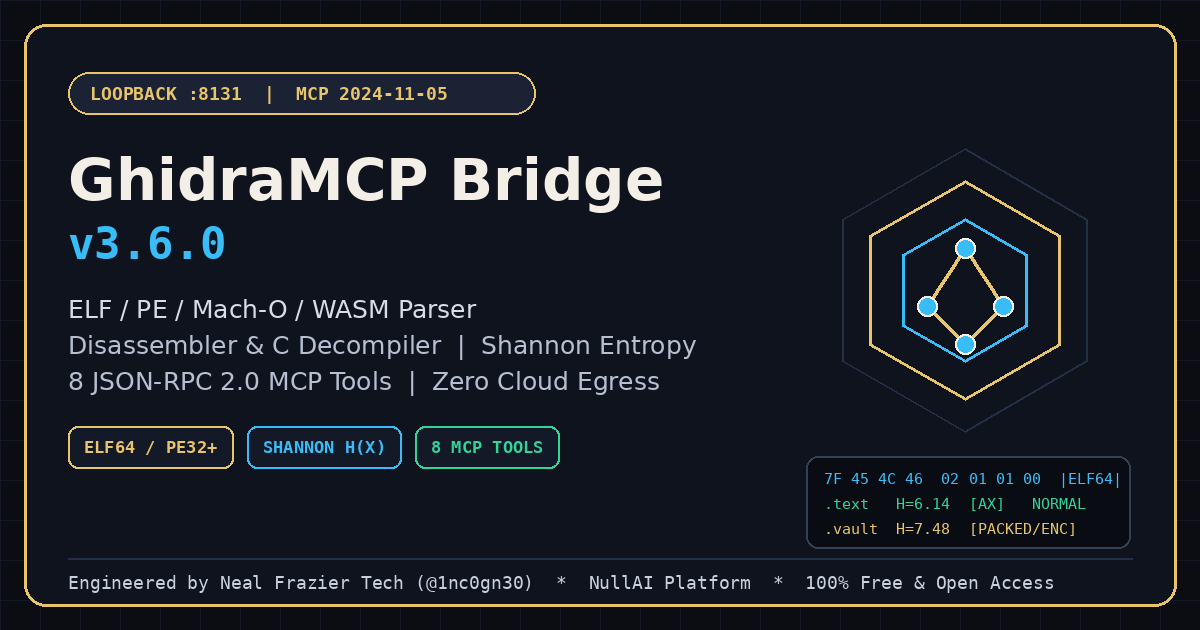 LOOPBACK :8131 | MCP 2024-11-05
GhidraMCP Bridge
v3.6.0
ELF / PE / Mach-O / WASM Parser
Disassembler & C Decompiler | Shannon Entropy
8 JSON-RPC 2.0 MCP Tools | Zero Cloud Egress
ELF64 / PE32+
SHANNON H(X)
8 MCP TOOLS
7F 45 4C 46 02 01 01 00 |ELF64|
.text H=6.14 [AX] NORMAL
.vault H=7.48 [PACKED/ENC]
Engineered by Neal Frazier Tech (@1nc0gn30) * NullAI Platform * 100% Free & Open Access